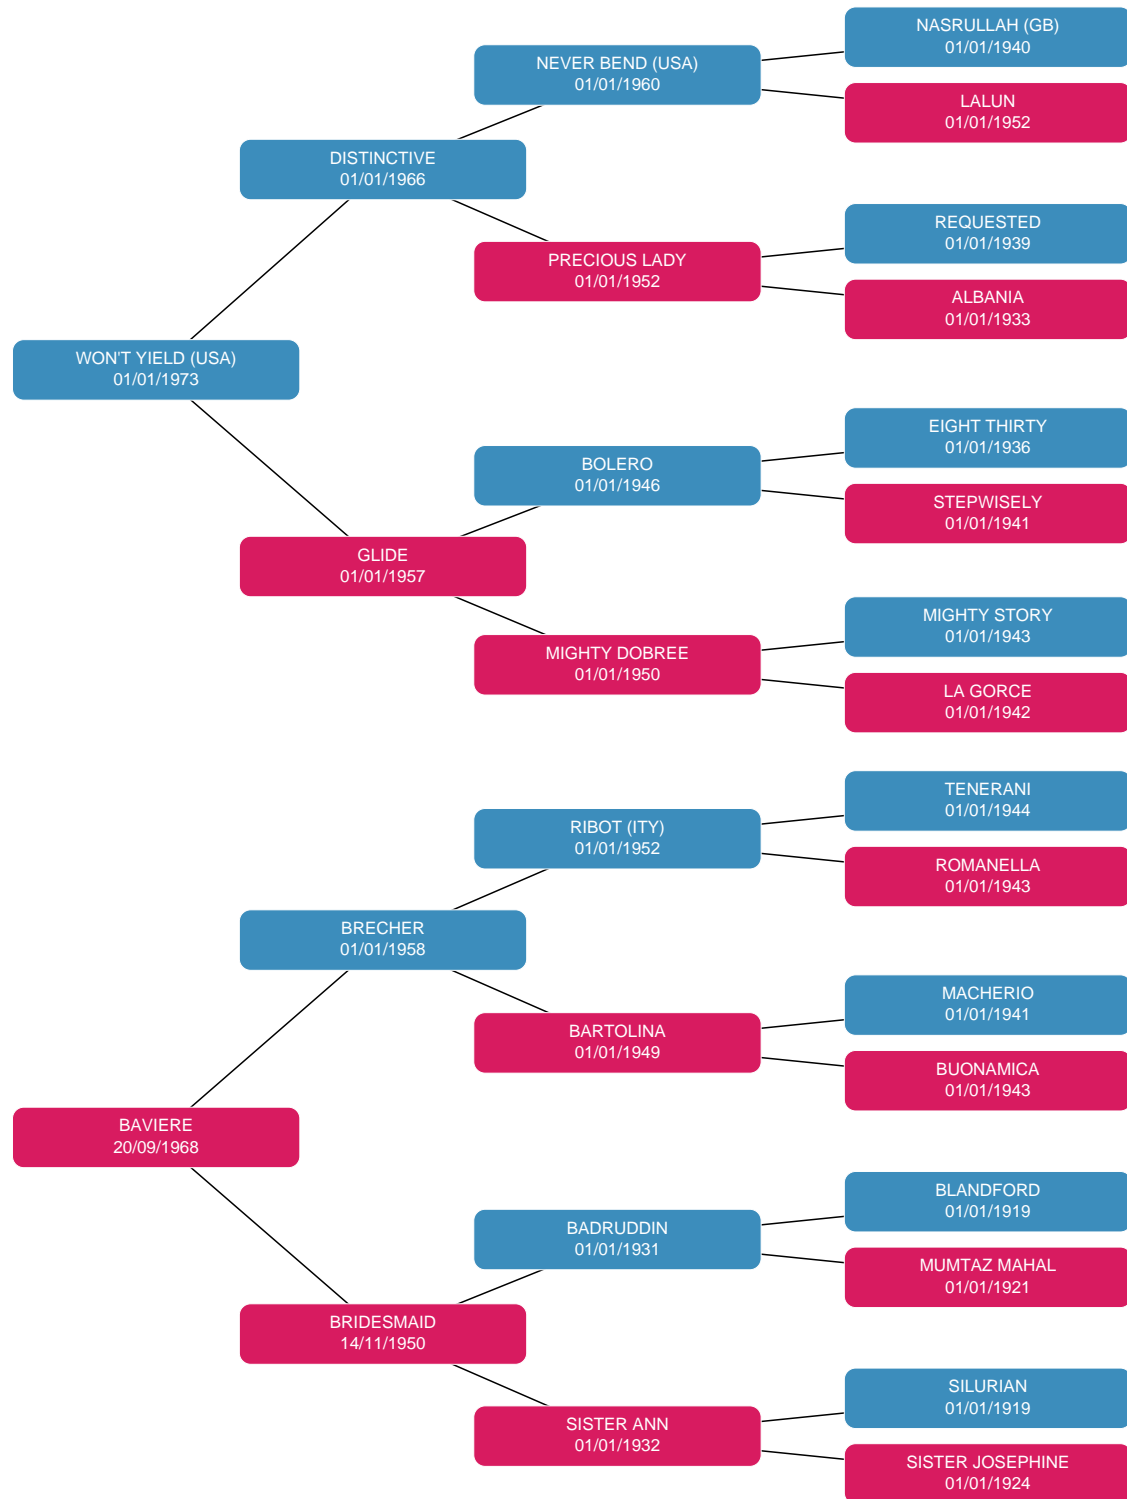 NASRULLAH (GB)
01/01/1940
NEVER BEND (USA)
01/01/1960
LALUN
01/01/1952
DISTINCTIVE
01/01/1966
REQUESTED
01/01/1939
PRECIOUS LADY
01/01/1952
ALBANIA
01/01/1933
WON'T YIELD (USA)
01/01/1973
EIGHT THIRTY
01/01/1936
BOLERO
01/01/1946
STEPWISELY
01/01/1941
GLIDE
01/01/1957
MIGHTY STORY
01/01/1943
MIGHTY DOBREE
01/01/1950
LA GORCE
01/01/1942
TENERANI
01/01/1944
RIBOT (ITY)
01/01/1952
ROMANELLA
01/01/1943
BRECHER
01/01/1958
MACHERIO
01/01/1941
BARTOLINA
01/01/1949
BUONAMICA
01/01/1943
BAVIERE
20/09/1968
BLANDFORD
01/01/1919
BADRUDDIN
01/01/1931
MUMTAZ MAHAL
01/01/1921
BRIDESMAID
14/11/1950
SILURIAN
01/01/1919
SISTER ANN
01/01/1932
SISTER JOSEPHINE
01/01/1924